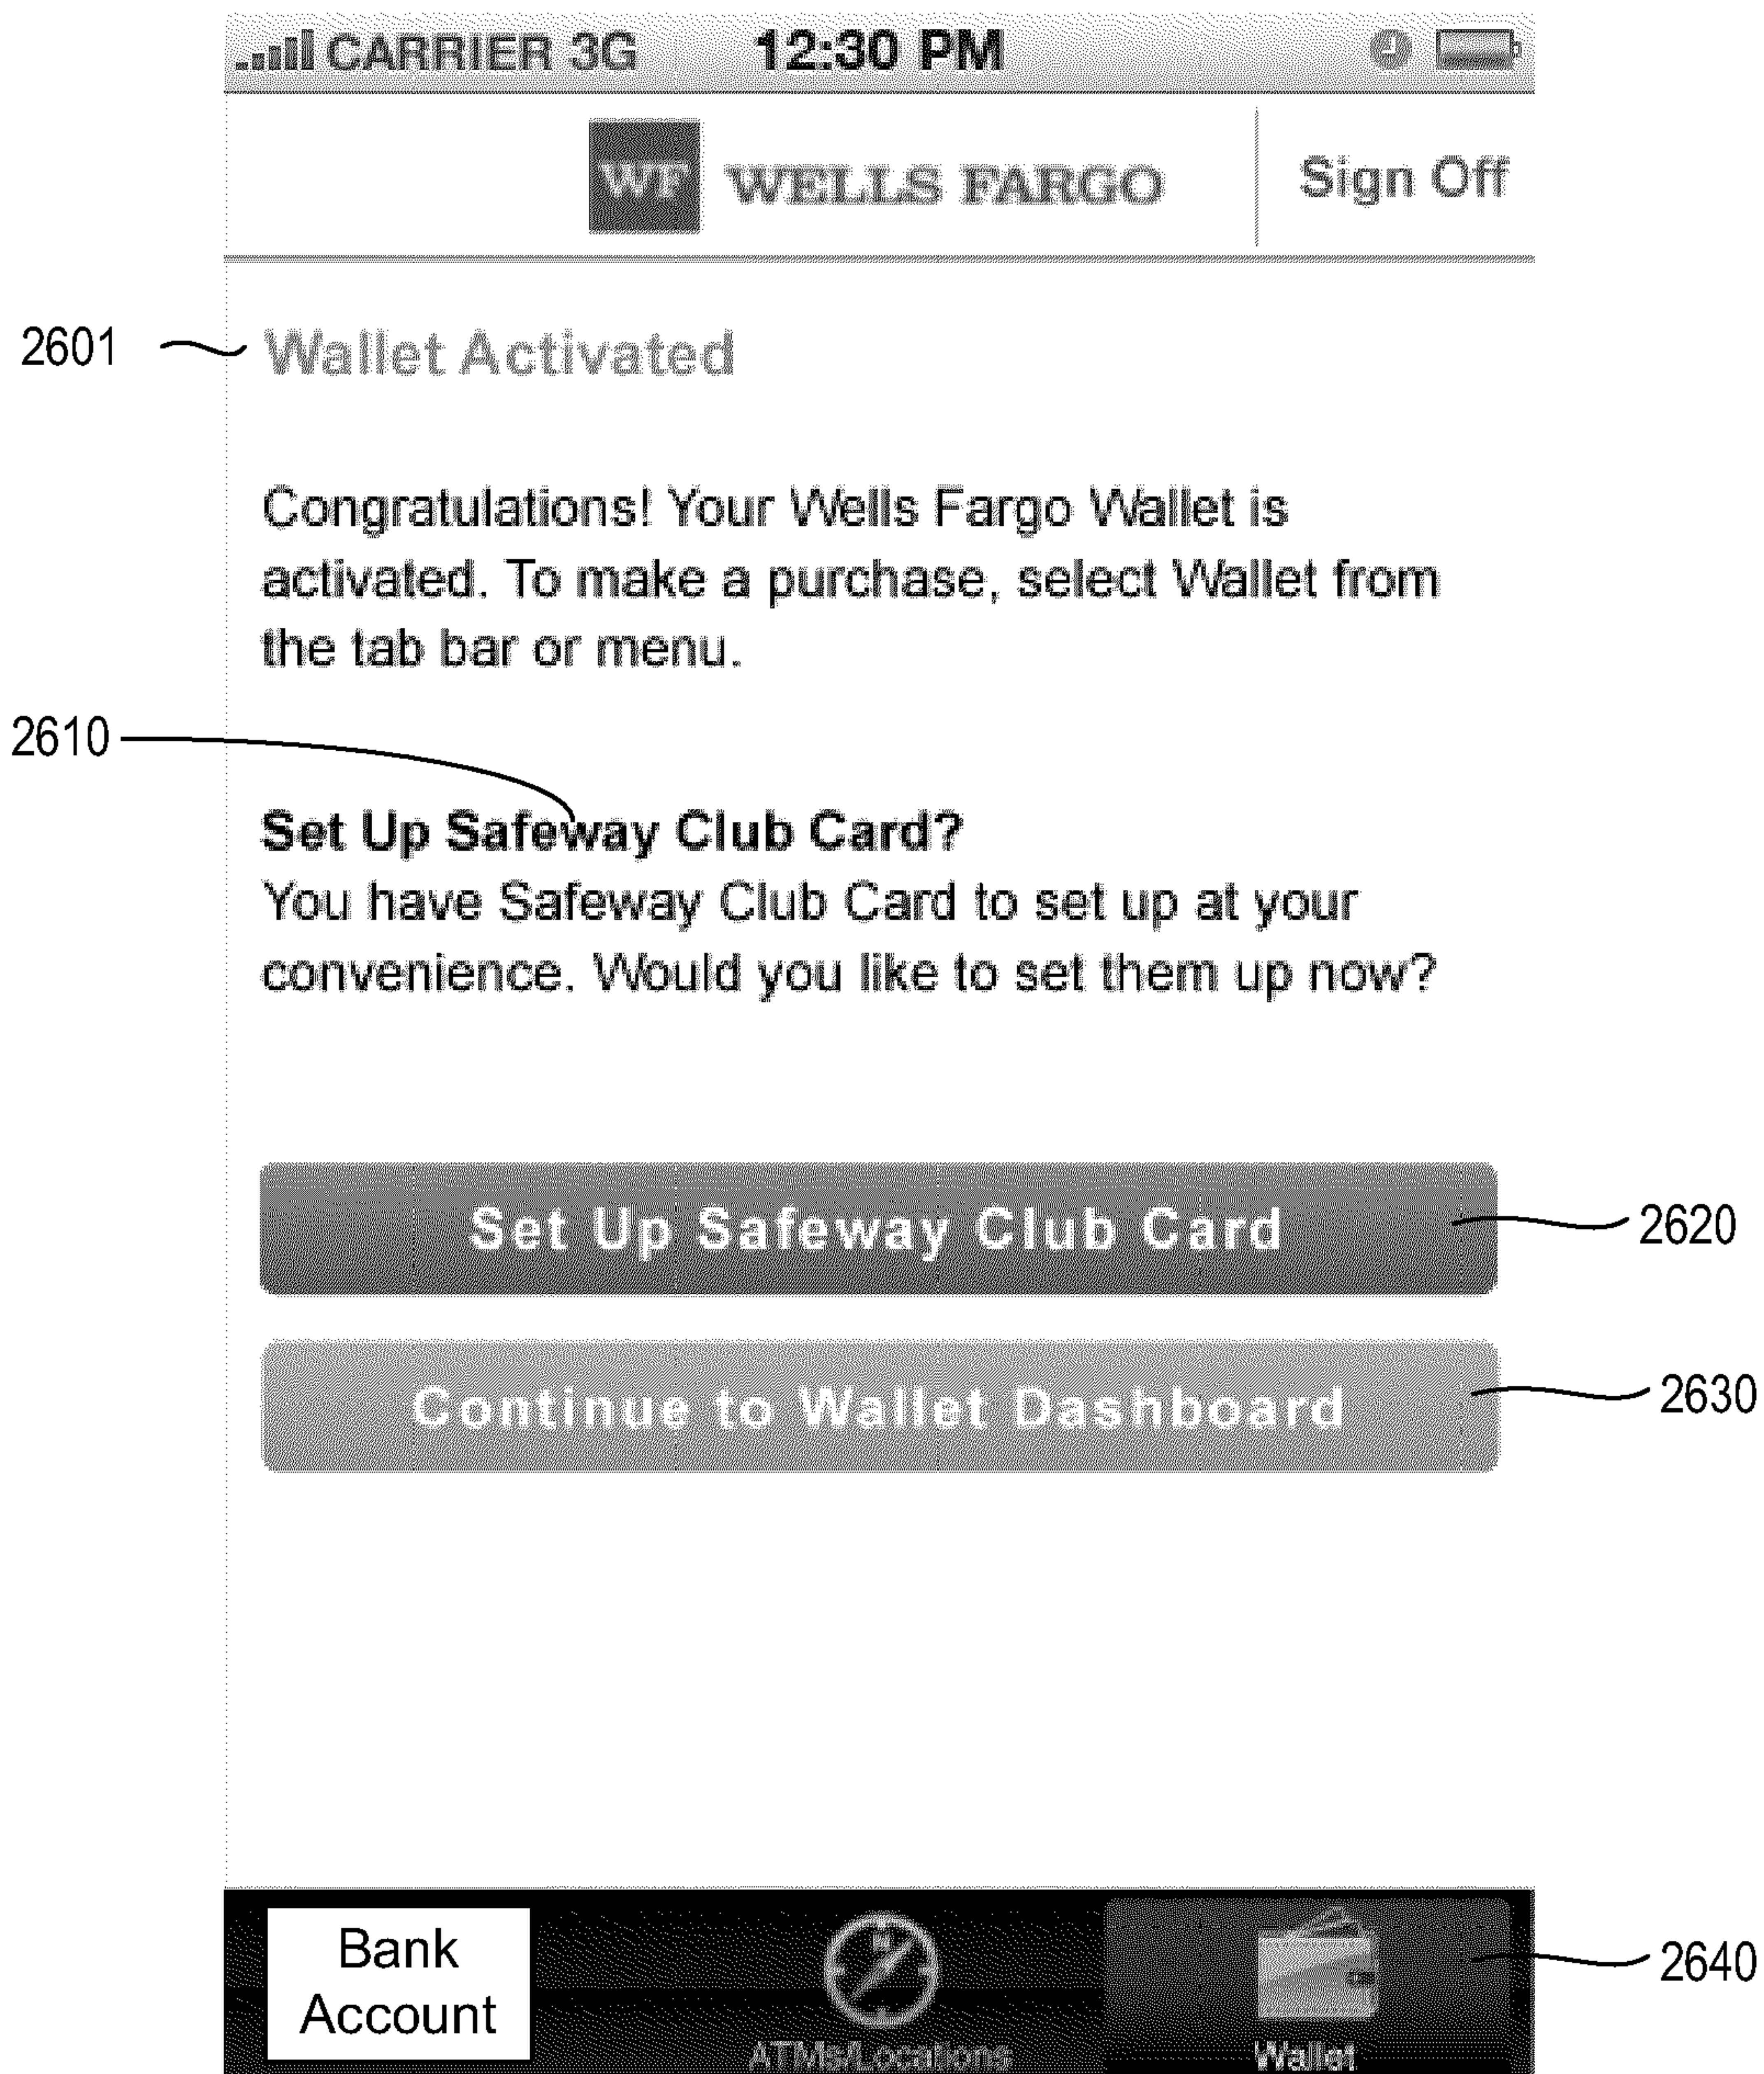 CARRIER 3G 12:30 PM
WF WELLS FARGO Sign Off
2601 Wallet Activated
Congratulations! Your Wells Fargo Wallet is
activated. To make a purchase, select Wallet from
the tab bar or menu.
2610
Set Up Safeway Club Card?
You have Safeway Club Card to set up at your
convenience. Would you like to set them up now?
Set Up Safeway Club Card 2620
Continue to Wallet Dashboard 2630
Bank
Account
ATMs/Locations
Wallet
2640